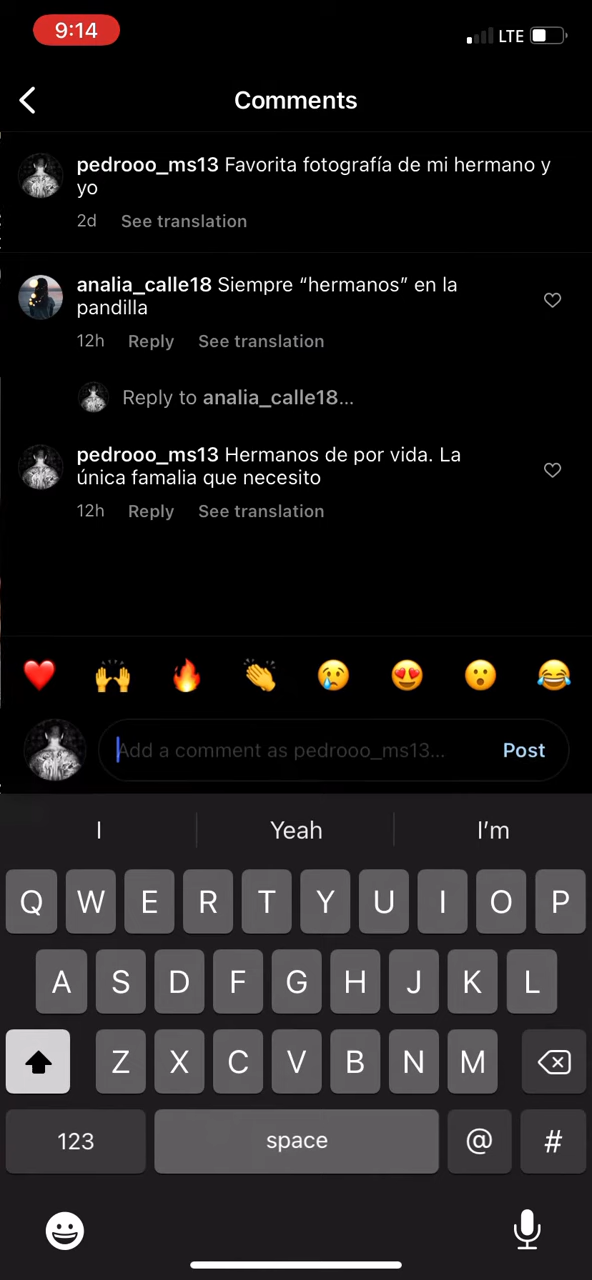 9:14
LTE
Comments
pedrooo_ms13 Favorita fotografía de mi hermano y
yo
2d See translation
analia_calle18 Siempre “hermanos” en la
pandilla
12h Reply See translation
Reply to analia_calle18...
pedrooo_ms13 Hermanos de por vida. La
única famalia que necesito
12h Reply See translation
Add a comment as pedrooo_ms13... Post
I Yeah I’m
Q W E R T Y U I O P
A S D F G H J K L
Z X C V B N M
123 space @ #